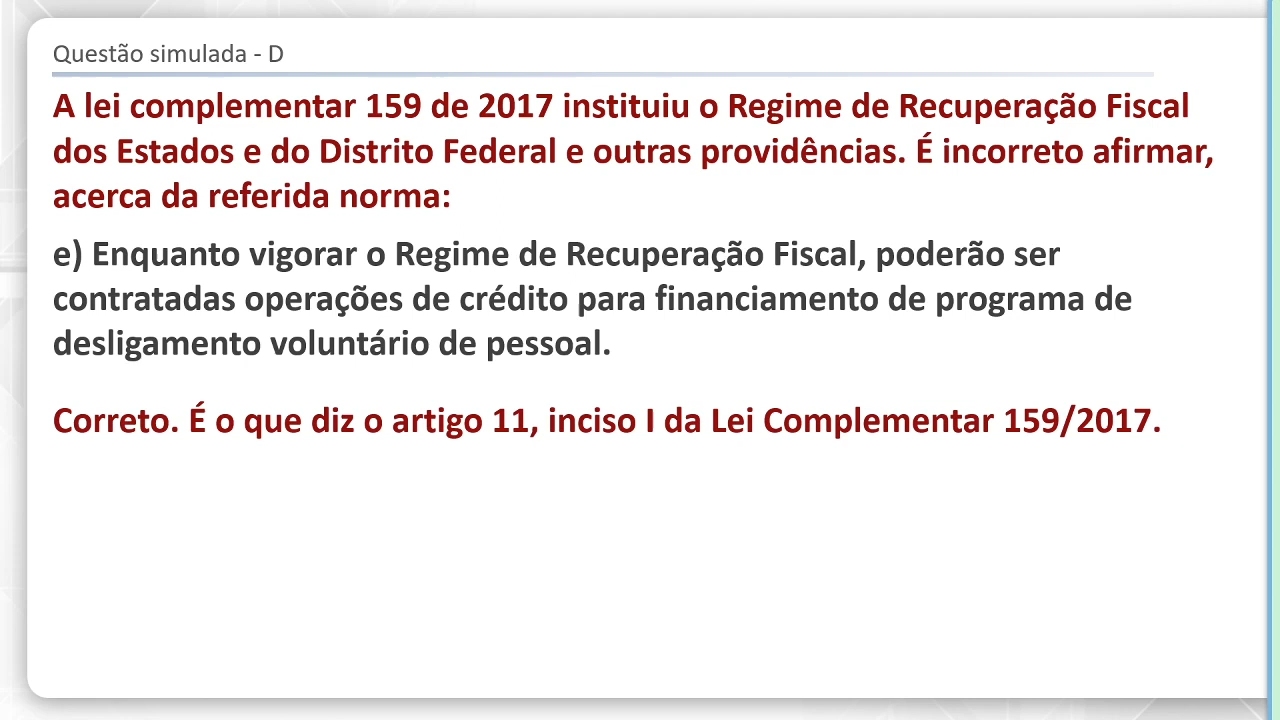 Questão simulada - D
A lei complementar 159 de 2017 instituiu o Regime de Recuperação Fiscal
dos Estados e do Distrito Federal e outras providências. É incorreto afirmar,
acerca da referida norma:
e) Enquanto vigorar o Regime de Recuperação Fiscal, poderão ser
contratadas operações de crédito para financiamento de programa de
desligamento voluntário de pessoal.
Correto. É o que diz o artigo 11, inciso I da Lei Complementar 159/2017.